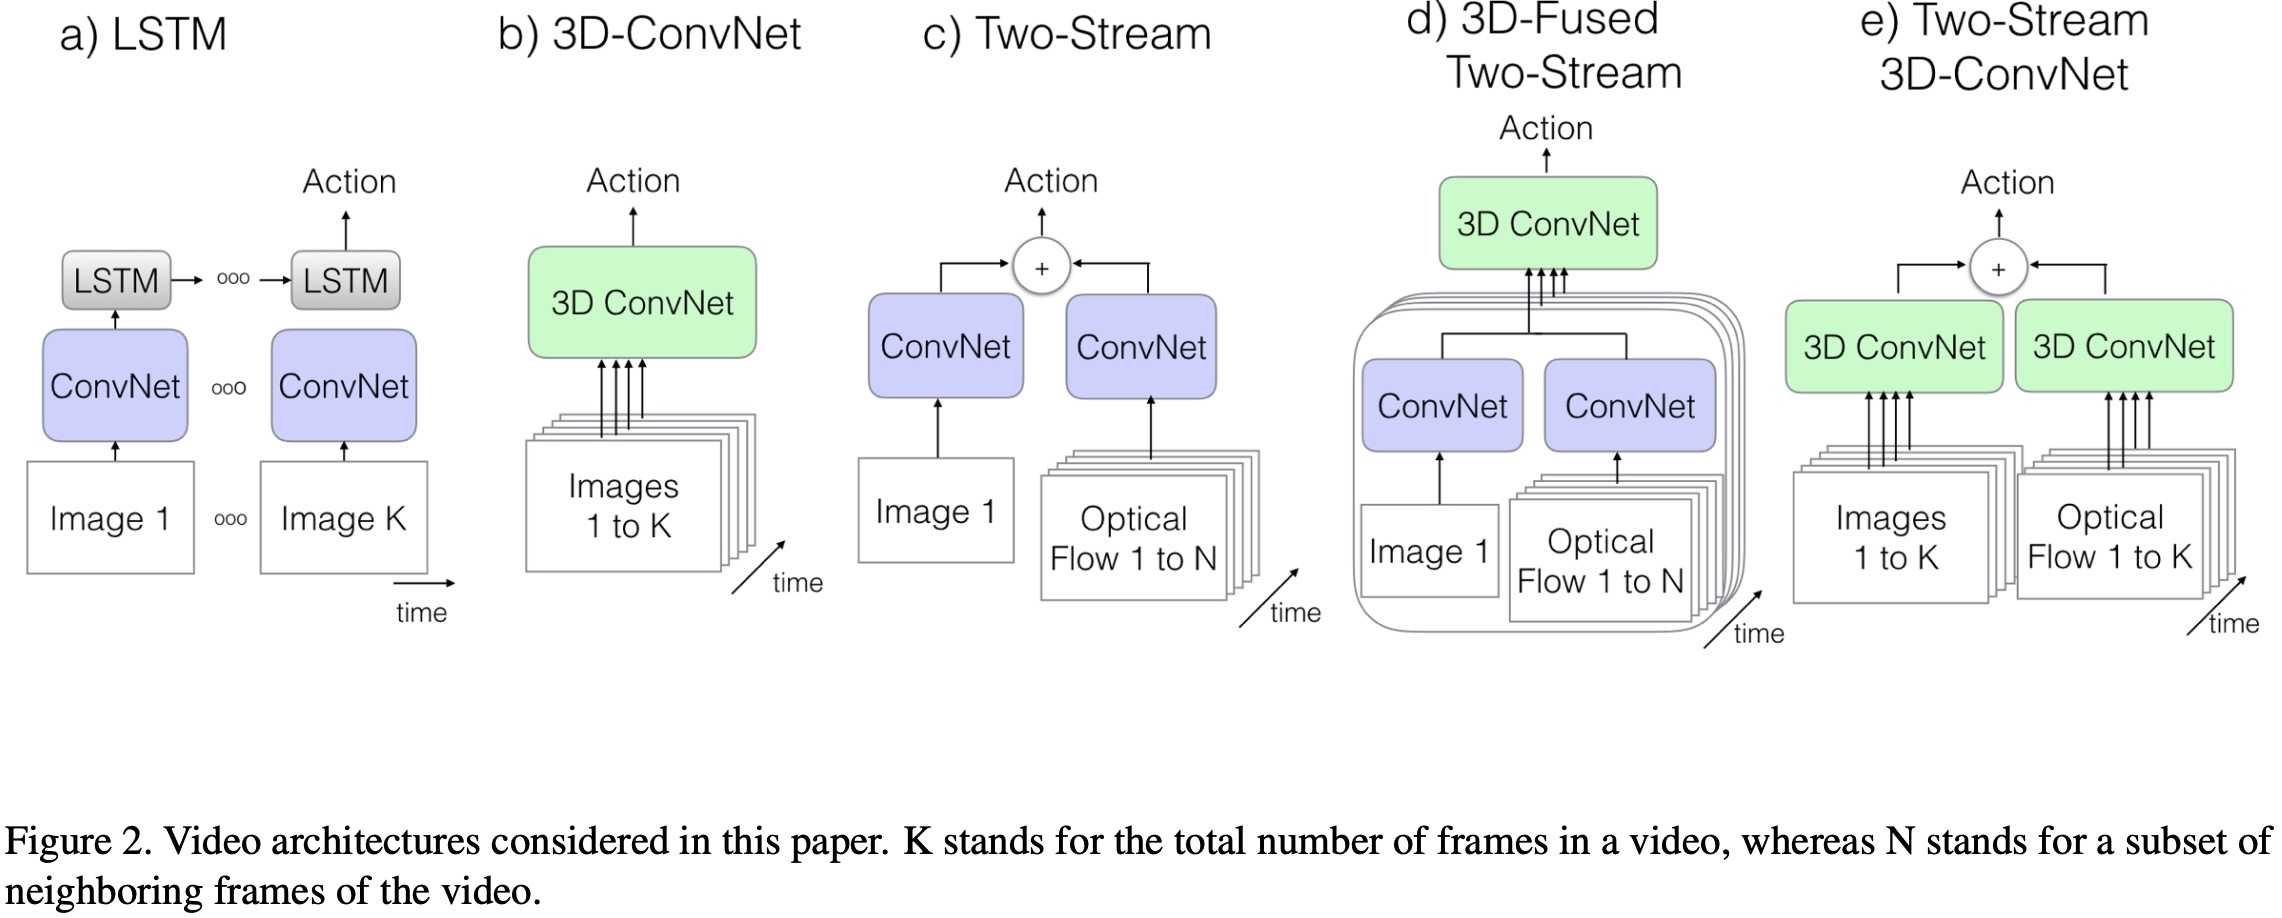 a) LSTM
Action
LSTM ooo LSTM
ConvNet ooo ConvNet
Image 1 ooo Image K
time
b) 3D-ConvNet
Action
3D ConvNet
Images
1 to K
time
c) Two-Stream
Action
+
ConvNet ConvNet
Image 1
Optical
Flow 1 to N
time
d) 3D-Fused
Two-Stream
Action
3D ConvNet
ConvNet ConvNet
Image 1
Optical
Flow 1 to N
time
e) Two-Stream
3D-ConvNet
Action
+
3D ConvNet 3D ConvNet
Images
1 to K
Optical
Flow 1 to K
time
Figure 2. Video architectures considered in this paper. K stands for the total number of frames in a video, whereas N stands for a subset of
neighboring frames of the video.